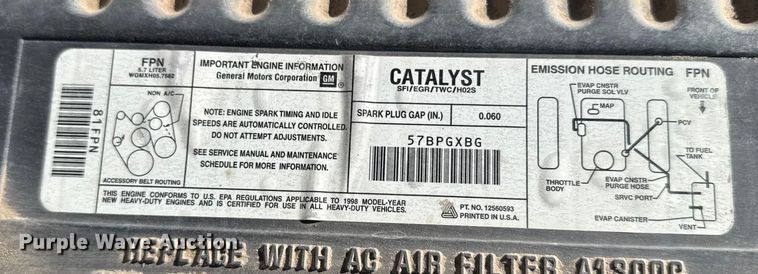 FPN
5.7 LITER
WGMXH05.7582
NON A/C
81FPN
ACCESSORY BELT ROUTING
IMPORTANT ENGINE INFORMATION
General Motors Corporation GM
NOTE: ENGINE SPARK TIMING AND IDLE
SPEEDS ARE AUTOMATICALLY CONTROLLED.
DO NOT ATTEMPT ADJUSTMENTS.
SEE SERVICE MANUAL AND MAINTENANCE
SCHEDULE FOR MORE INFORMATION.
CATALYST
SFI/EGR/TWC/HO2S
SPARK PLUG GAP (IN.) 0.060
57BPGXBG
EMISSION HOSE ROUTING FPN
EVAP CNSTR
PURGE SOL VLV
MAP
FRONT OF
VEHICLE
PCV
TO FUEL
TANK
THROTTLE
BODY
EVAP CNSTR
PURGE HOSE
SRVC PORT
EVAP CANISTER
VENT
THIS ENGINE CONFORMS TO U.S. EPA REGULATIONS APPLICABLE TO 1998 MODEL-YEAR
NEW HEAVY-DUTY ENGINES AND IS CERTIFIED FOR USE IN ALL HEAVY-DUTY VEHICLES.
PT. NO. 12560593
PRINTED IN U.S.A.
Purple Wave Auction
REPLACE WITH AC AIR FILTER